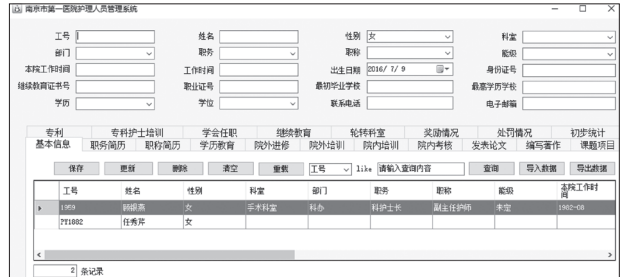 南京市第一医院护理人员管理系统
工号 姓名 性别 女 科室
部门 职务 职称 能级
本院工作时间 工作时间 出生日期 2016/ 7/ 9 身份证号
继续教育证书号 职业证号 最初毕业学校 最高学历学校
学历 学位 联系电话 电子邮箱
专利 专科护士培训 学会任职 继续教育 轮转科室 奖励情况 处罚情况 初步统计
基本信息 职务简历 职称简历 学历教育 院外进修 院外培训 院内培训 院内考核 发表论文 编写著作 课题项目
保存 更新 删除 清空 重载 工号 like 请输入查询内容 查询 导入数据 导出数据
工号 姓名 性别 科室 部门 职务 职称 能级 本院工作时
间
1959 女 手术科室 科办 科护士长 副主任护师 1982-08
PY1882 任秀芹 女
2 条记录